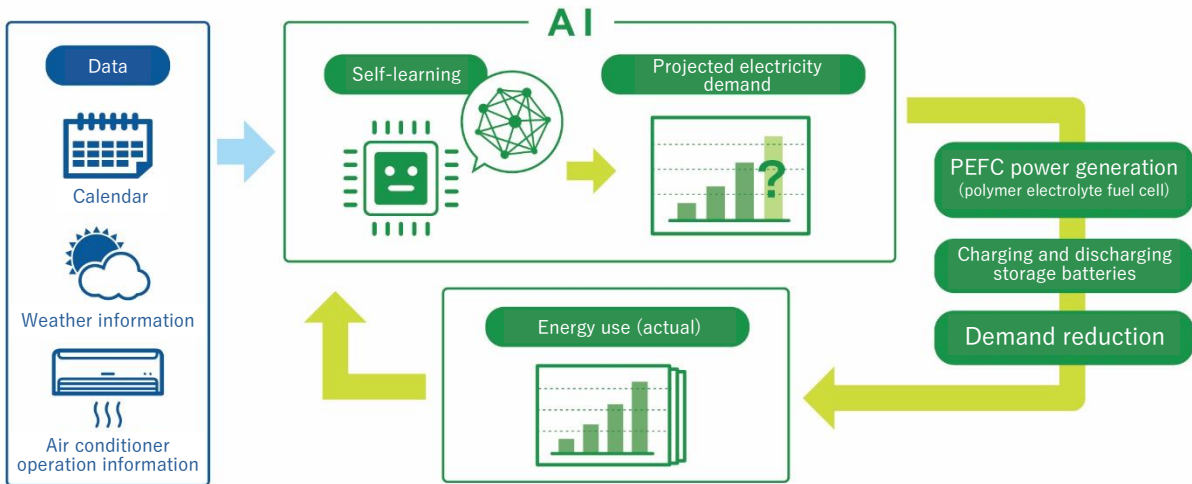 Data
Calendar
Weather information
Air conditioner
operation information
AI
Self-learning
Projected electricity
demand
?
PEFC power generation
(polymer electrolyte fuel cell)
Charging and discharging
storage batteries
Demand reduction
Energy use (actual)